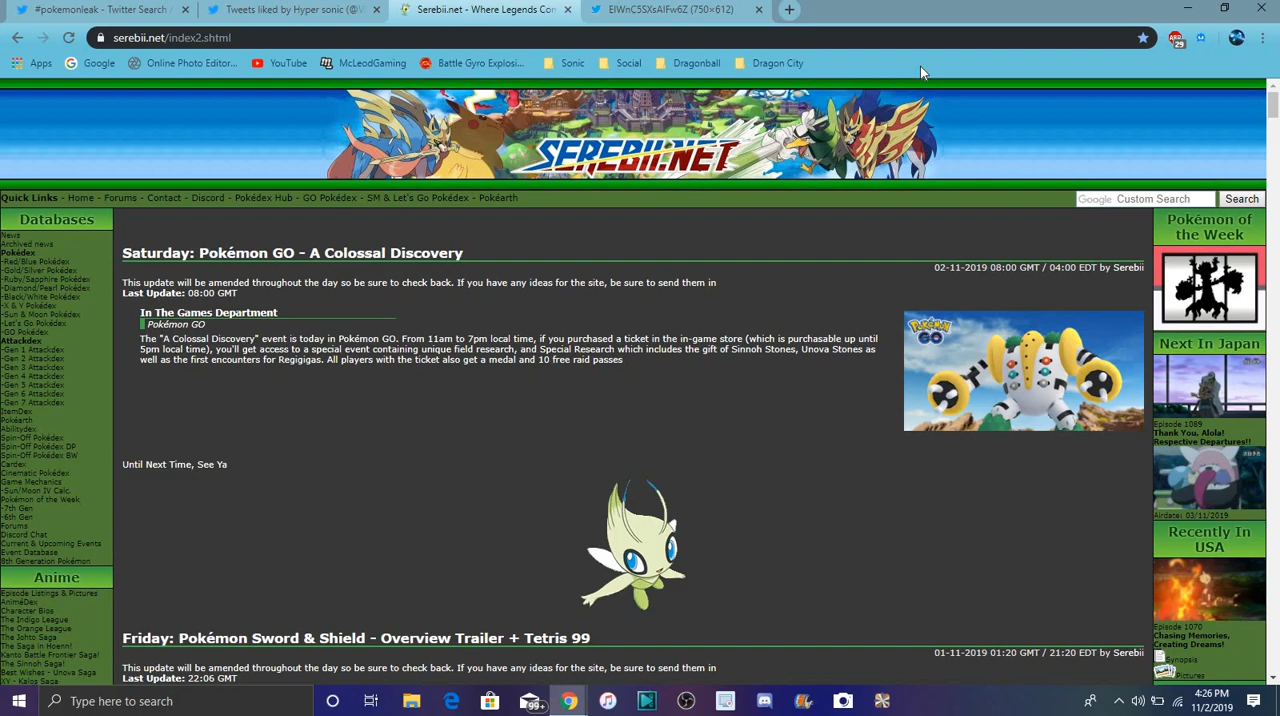 #pokemonleak - Twitter Search /
Tweets liked by Hyper sonic (@W
Serebii.net - Where Legends Con
EIWnC5SXsAIFw6Z (750×612)
serebii.net/index2.shtml
ABP
29
Apps
Google
Online Photo Editor...
YouTube
McLeodGaming
Battle Gyro Explosi...
Sonic
Social
Dragonball
Dragon City
SEREBII.NET
Quick Links - Home - Forums - Contact - Discord - Pokédex Hub - GO Pokédex - SM & Let's Go Pokédex - Pokéarth
Google Custom Search
Search
Databases
News
Archived news
Pokédex
-Red/Blue Pokédex
-Gold/Silver Pokédex
-Ruby/Sapphire Pokédex
-Diamond/Pearl Pokédex
-Black/White Pokédex
-X & Y Pokédex
-Sun & Moon Pokédex
-Let's Go Pokédex
-GO Pokédex
Attackdex
-Gen 1 Attackdex
-Gen 2 Attackdex
-Gen 3 Attackdex
-Gen 4 Attackdex
-Gen 5 Attackdex
-Gen 6 Attackdex
-Gen 7 Attackdex
ItemDex
Pokéarth
Abilitydex
Spin-Off Pokédex
Spin-Off Pokédex DP
Spin-Off Pokédex BW
Cardex
Cinematic Pokédex
Game Mechanics
-Sun/Moon IV Calc.
Pokémon of the Week
-7th Gen
-6th Gen
Forums
Discord Chat
Current & Upcoming Events
Event Database
8th Generation Pokémon
Anime
Episode Listings & Pictures
AniméDex
Character Bios
The Indigo League
The Orange League
The Johto Saga
The Saga in Hoenn!
Kanto Battle Frontier Saga!
The Sinnoh Saga!
Best Wishes - Unova Saga
XY - Kalos Saga
Saturday: Pokémon GO - A Colossal Discovery
02-11-2019 08:00 GMT / 04:00 EDT by Serebii
This update will be amended throughout the day so be sure to check back. If you have any ideas for the site, be sure to send them in
Last Update: 08:00 GMT
In The Games Department
Pokémon GO
The "A Colossal Discovery" event is today in Pokémon GO. From 11am to 7pm local time, if you purchased a ticket in the in-game store (which is purchasable up until
5pm local time), you'll get access to a special event containing unique field research, and Special Research which includes the gift of Sinnoh Stones, Unova Stones as
well as the first encounters for Regigigas. All players with the ticket also get a medal and 10 free raid passes
POKÉMON
GO
Until Next Time, See Ya
Friday: Pokémon Sword & Shield - Overview Trailer + Tetris 99
01-11-2019 01:20 GMT / 21:20 EDT by Serebii
This update will be amended throughout the day so be sure to check back. If you have any ideas for the site, be sure to send them in
Last Update: 22:06 GMT
Pokémon of
the Week
Next In Japan
Episode 1089
Thank You, Alola!
Respective Departures!!
Airdate: 03/11/2019
Recently In
USA
Episode 1070
Chasing Memories,
Creating Dreams!
Synopsis
Pictures
Type here to search
99+
4:26 PM
11/2/2019